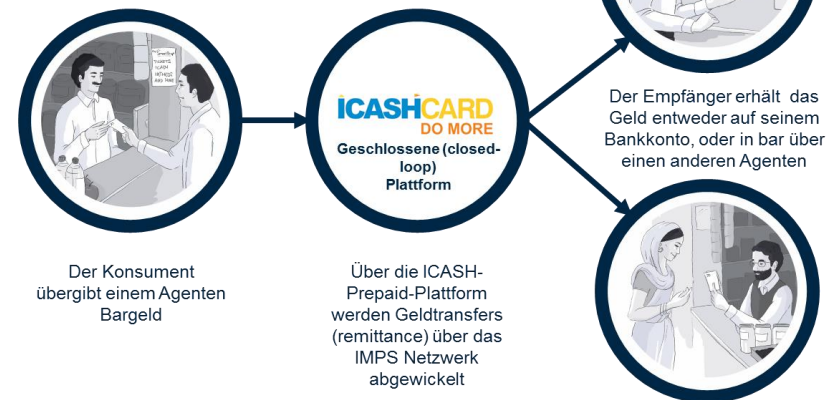 ICASHCARD
DO MORE
Geschlossene (closed-
loop)
Plattform
Der Konsument
übergibt einem Agenten
Bargeld
Über die ICASH-
Prepaid-Plattform
werden Geldtransfers
(remittance) über das
IMPS Netzwerk
abgewickelt
Der Empfänger erhält das
Geld entweder auf seinem
Bankkonto, oder in bar über
einen anderen Agenten